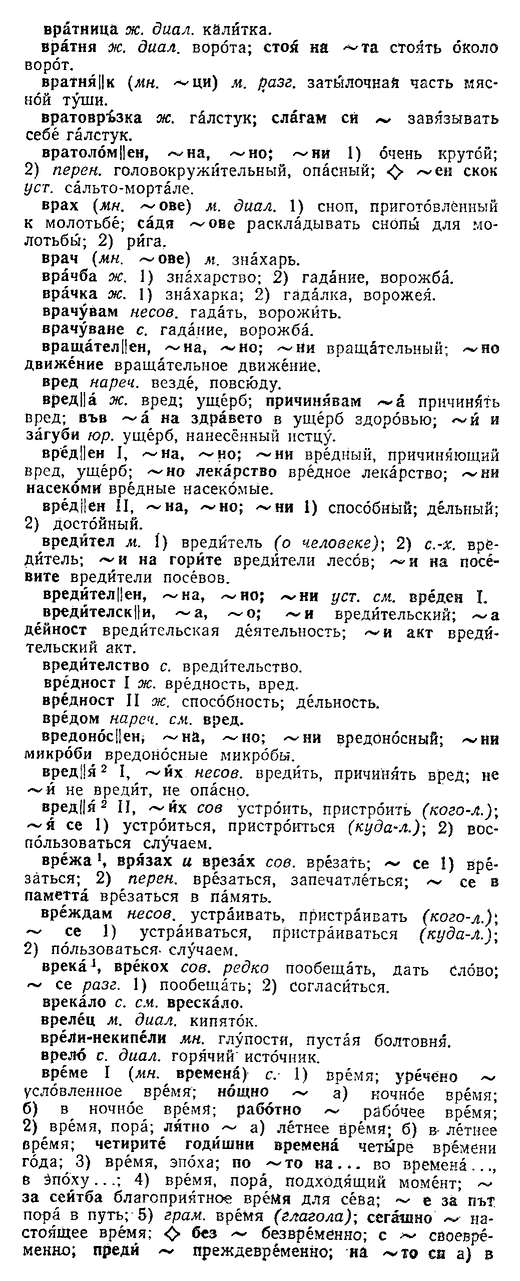 вра́тница ж. диал. кали́тка.
вра́тня ж. диал. воро́та; стоя́ на ~та стоя́ть о́коло
воро́т.
вратня́||к (мн. ~ци) м. разг. заты́лочная часть мяс-
но́й ту́ши.
вратовръ́зка ж. га́лстук; сла́гам си ~ завя́зывать
себе́ га́лстук.
вратоло́м||ен, ~на, ~но; ~ни 1) о́чень круто́й;
2) перен. головокружи́тельный, опа́сный; ◇ ~ен скок
уст. са́льто-морта́ле.
врах (мн. ~ове) м. диал. 1) сноп, пригото́вленный
к молотьбе́; са́дя ~ове раскла́дывать снопы́ для мо-
лотьбы́; 2) ри́га.
врач (мн. ~ове) м. зна́харь.
вра́чба ж. 1) зна́харство; 2) гада́ние, ворожба́.
вра́чка ж. 1) зна́харка; 2) гада́лка, ворожея́.
врачу́вам несов. гада́ть, ворожи́ть.
врачу́ване с. гада́ние, ворожба́.
враща́тел||ен, ~на, ~но; ~ни враща́тельный; ~но
движе́ние враща́тельное движе́ние.
вред нареч. везде́, повсю́ду.
вред||а́ ж. вред; уще́рб; причиня́вам ~а́ причиня́ть
вред; във ~а́ на здра́вето в уще́рб здоро́вью; ~и́ и
за́губи юр. уще́рб, нанесённый истцу́.
вре́д||ен I, ~на, ~но; ~ни вре́дный, причиня́ющий
вред, уще́рб; ~но лека́рство вре́дное лека́рство; ~ни
насеко́ми вре́дные насеко́мые.
вре́д||ен II, ~на, ~но; ~ни 1) спосо́бный; де́льный;
2) досто́йный.
вреди́тел м. 1) вреди́тель (о человеке); 2) с.-х. вре-
ди́тель; ~и на гори́те вреди́тели лесо́в; ~и на посе́-
вите вреди́тели посе́вов.
вреди́тел||ен, ~на, ~но; ~ни уст. см. вре́ден I.
вреди́телск||и, ~а, ~о; ~и вреди́тельский; ~а
де́йност вреди́тельская де́ятельность; ~и акт вреди́-
тельский акт.
вреди́телство с. вреди́тельство.
вре́дност I ж. вре́дность, вред.
вре́дност II ж. спосо́бность; де́льность.
вре́дом нареч. см. вред.
вредоно́с||ен, ~на, ~но; ~ни вредоно́сный; ~ни
микро́би вредоно́сные микро́бы.
вред||я́² I, ~и́х несов. вреди́ть, причиня́ть вред; не
~и́ не вреди́т, не опа́сно.
вред||я́² II, ~и́х сов устро́ить, пристро́ить (кого-л.);
~я́ се 1) устро́иться, пристро́иться (куда-л.); 2) вос-
по́льзоваться слу́чаем.
вре́жа¹, вря́зах и вре́зах сов. вре́зать; ~ се 1) вре́-
заться; 2) перен. вре́заться, запечатле́ться; ~ се в
паметта́ вре́заться в па́мять.
вре́ждам несов. устра́ивать, пристра́ивать (кого-л.);
~ се 1) устра́иваться, пристра́иваться (куда-л.);
2) по́льзоваться слу́чаем.
врека́¹, вре́кох сов. редко пообеща́ть, дать сло́во;
~ се разг. 1) пообеща́ть; 2) согласи́ться.
врека́ло с. см. вреска́ло.
вреле́ц м. диал. кипято́к.
вре́ли-некипе́ли мн. глу́пости, пуста́я болтовня́.
врело́ с. диал. горя́чий исто́чник.
вре́ме I (мн. времена́) с. 1) вре́мя; уре́чено ~
усло́вленное вре́мя; но́щно ~ а) ночно́е вре́мя;
б) в ночно́е вре́мя; рабо́тно ~ рабо́чее вре́мя;
2) вре́мя, пора́; ля́тно ~ а) ле́тнее вре́мя; б) в ле́тнее
вре́мя; четирите годи́шни времена́ четы́ре вре́мени
го́да; 3) вре́мя, эпо́ха; по ~то на... во времена́...,
в эпо́ху...; 4) вре́мя, пора́, подходя́щий моме́нт; ~
за сеи́тба благоприя́тное вре́мя для се́ва; ~ е за път
пора́ в путь; 5) грам. вре́мя (глагола); сега́шно ~ на-
стоя́щее вре́мя; ◇ без ~ безвре́менно; с ~ своевре́-
менно; преди́ ~ преждевре́менно; на ~то си а) в